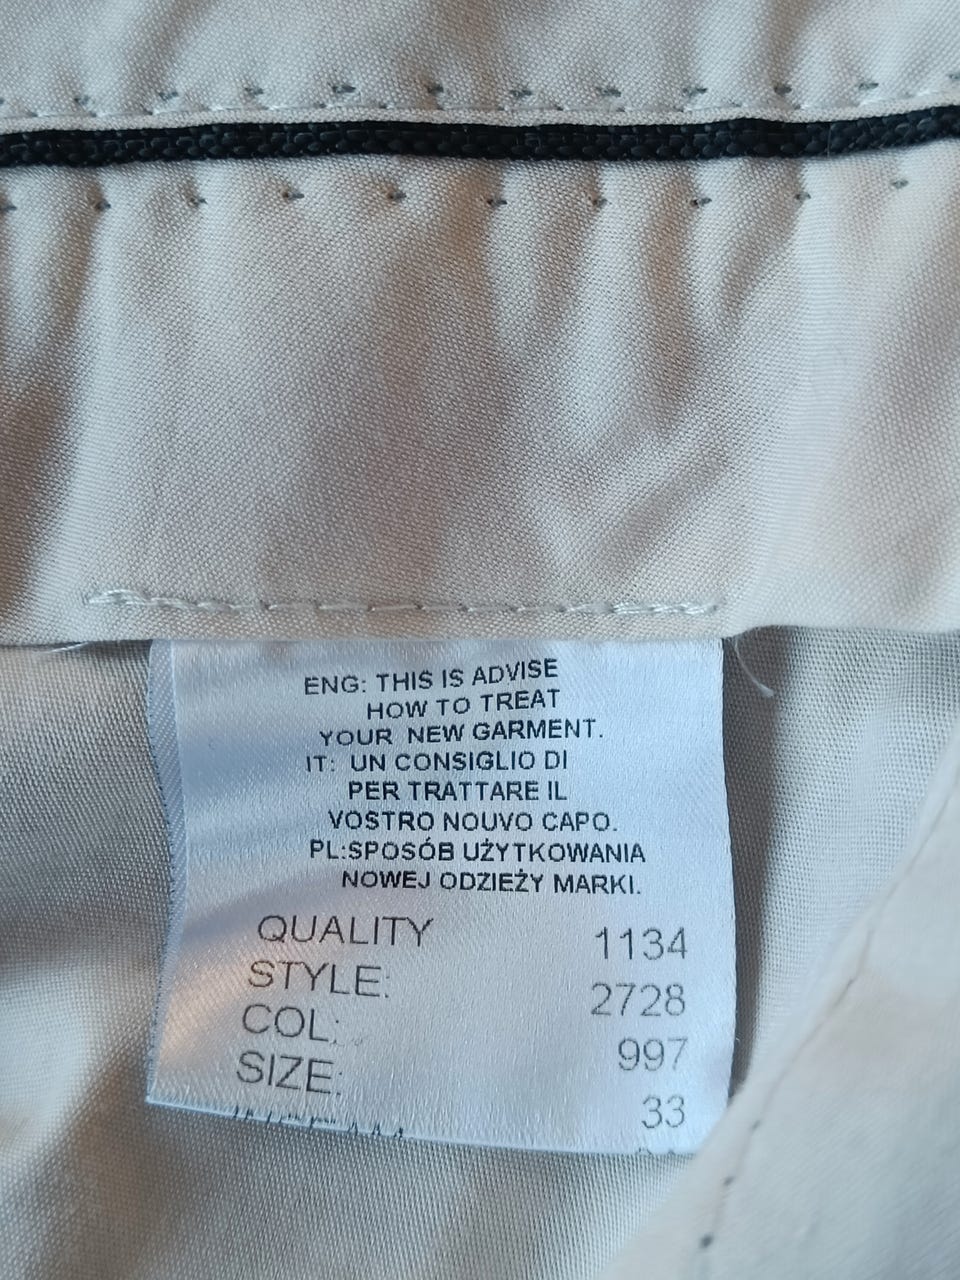 ENG: THIS IS ADVISE
HOW TO TREAT
YOUR NEW GARMENT.
IT: UN CONSIGLIO DI
PER TRATTARE IL
VOSTRO NOUVO CAPO.
PL:SPOSÓB UŻYTKOWANIA
NOWEJ ODZIEŻY MARKI.
QUALITY 1134
STYLE: 2728
COL: 997
SIZE: 33